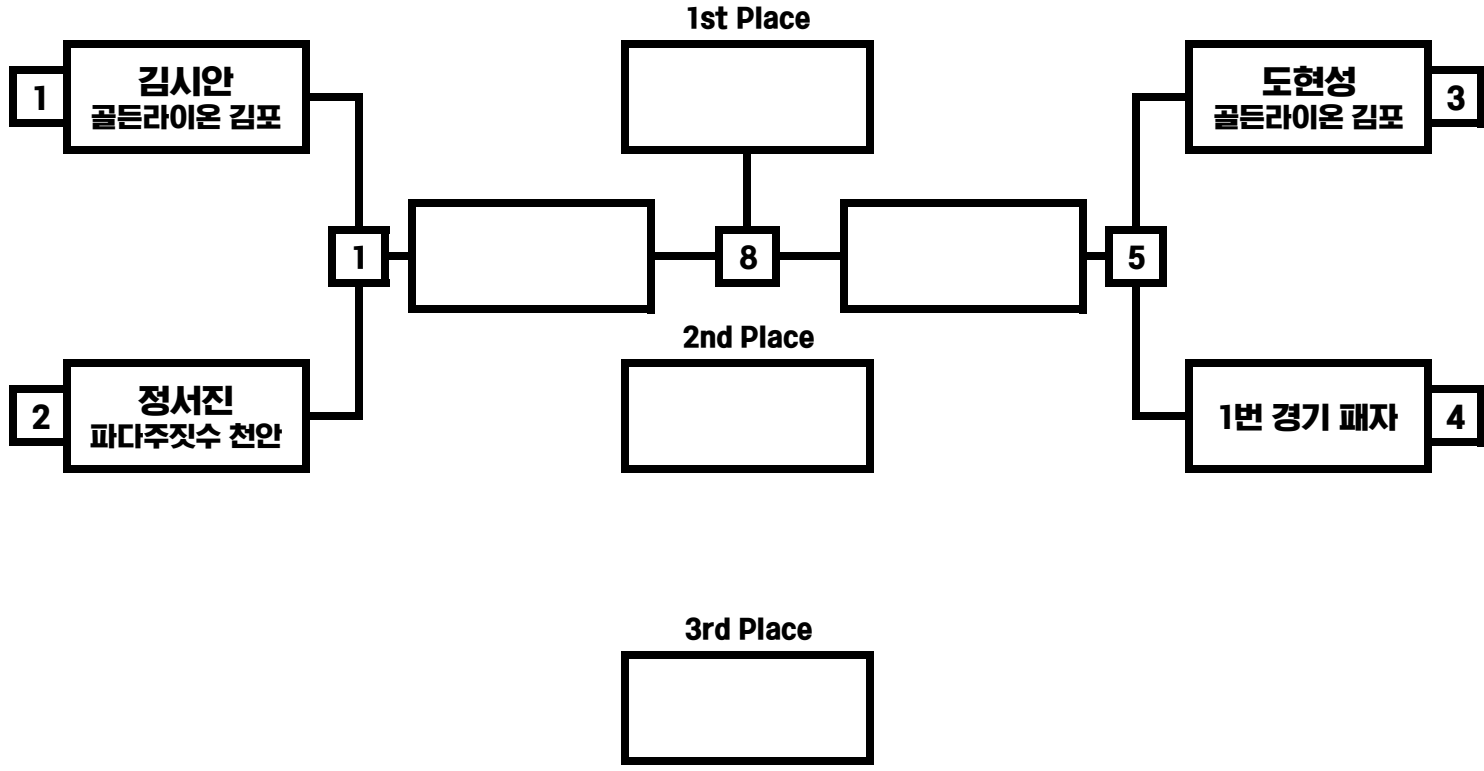 1st Place
1
김시안
골든라이온 김포
도현성
골든라이온 김포
3
1
8
5
2nd Place
2
정서진
파다주짓수 천안
1번 경기 패자
4
3rd Place